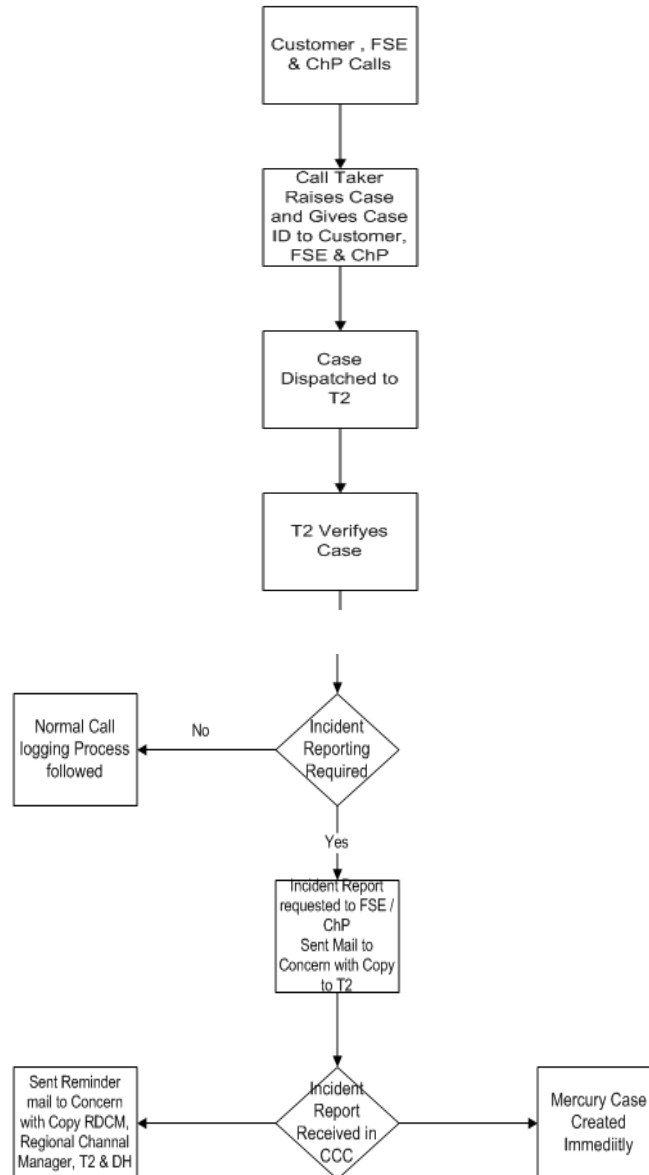 Customer , FSE
& ChP Calls
Call Taker
Raises Case
and Gives Case
ID to Customer,
FSE & ChP
Case
Dispatched to
T2
T2 Verifyes
Case
Normal Call
logging Process
followed
No
Incident
Reporting
Required
Yes
Incident Report
requested to FSE /
ChP
Sent Mail to
Concern with Copy
to T2
Sent Reminder
mail to Concern
with Copy RDCM,
Regional Channal
Manager, T2 & DH
Incident
Report
Received in
CCC
Mercury Case
Created
Immediitly